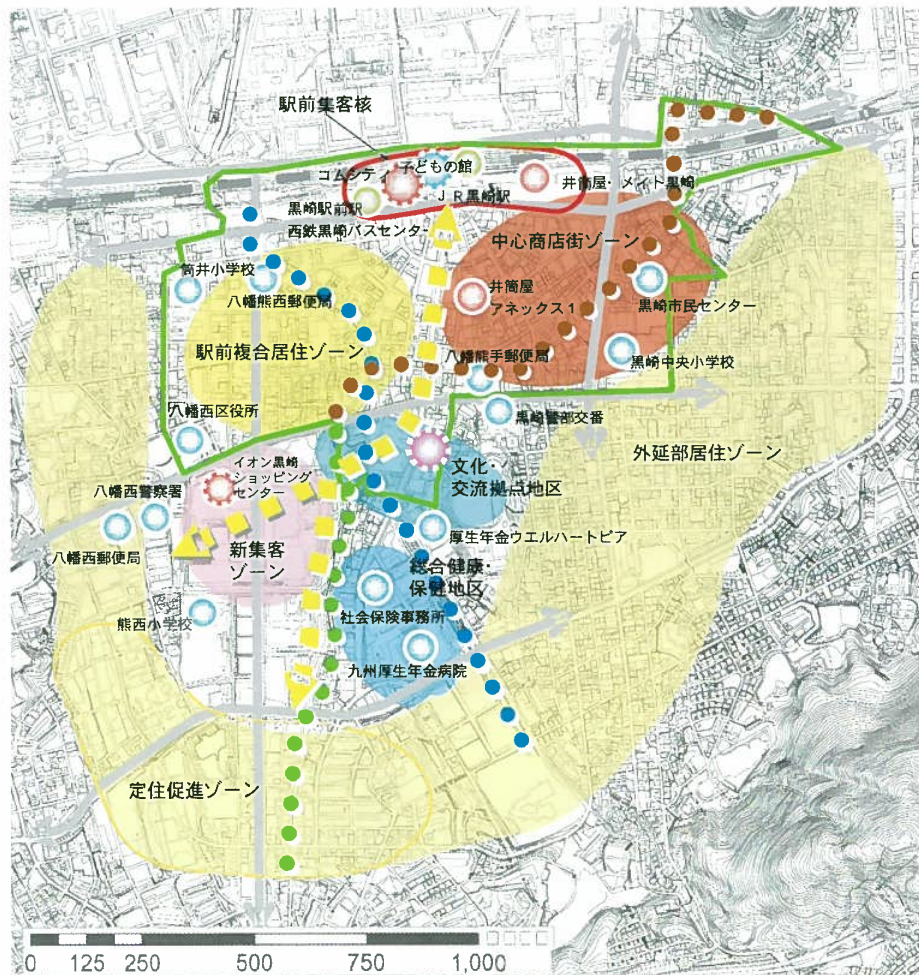 駅前集客核
子どもの館
コムシティ
井筒屋・メイト黒崎
JR黒崎駅
黒崎駅前駅
西鉄黒崎バスセンター
中心商店街ゾーン
筒井小学校
八幡熊西郵便局
井筒屋
アネックス1
黒崎市民センター
駅前複合居住ゾーン
八幡熊手郵便局
黒崎中央小学校
八幡西区役所
黒崎警部交番
外延部居住ゾーン
イオン黒崎
ショッピング
センター
文化・
交流拠点地区
八幡西警察署
八幡西郵便局
厚生年金ウエルハートピア
新集客
ゾーン
総合健康・
保健地区
熊西小学校
社会保険事務所
九州厚生年金病院
定住促進ゾーン
0 125 250 500 750 1,000